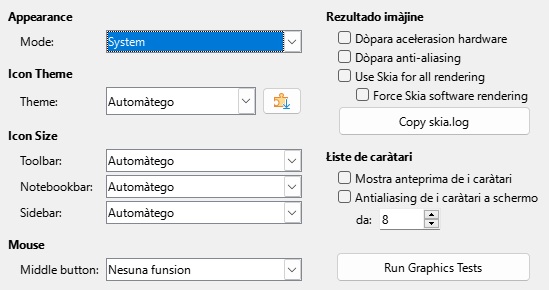 Appearance
Mode: System
Icon Theme
Theme: Automàtego
Icon Size
Toolbar: Automàtego
Notebookbar: Automàtego
Sidebar: Automàtego
Mouse
Middle button: Nesuna funsion
Rezultado imàjine
Dòpara acełerasion hardware
Dòpara anti-aliasing
Use Skia for all rendering
Force Skia software rendering
Copy skia.log
Łiste de caràtari
Mostra anteprima de i caràtari
Antialiasing de i caràtari a schermo
da: 8
Run Graphics Tests